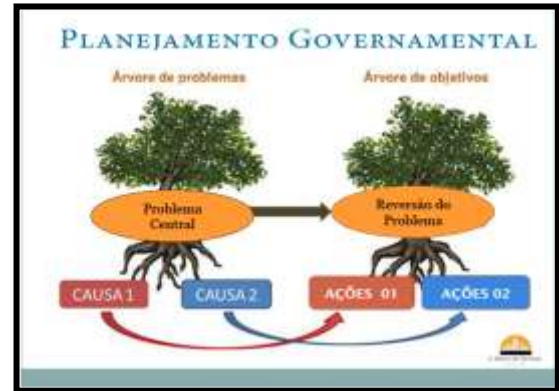 PLANEJAMENTO GOVERNAMENTAL
Árvore de problemas
Árvore de objetivos
Problema
Central
Reversão do
Problema
CAUSA 1
CAUSA 2
AÇÕES 01
AÇÕES 02